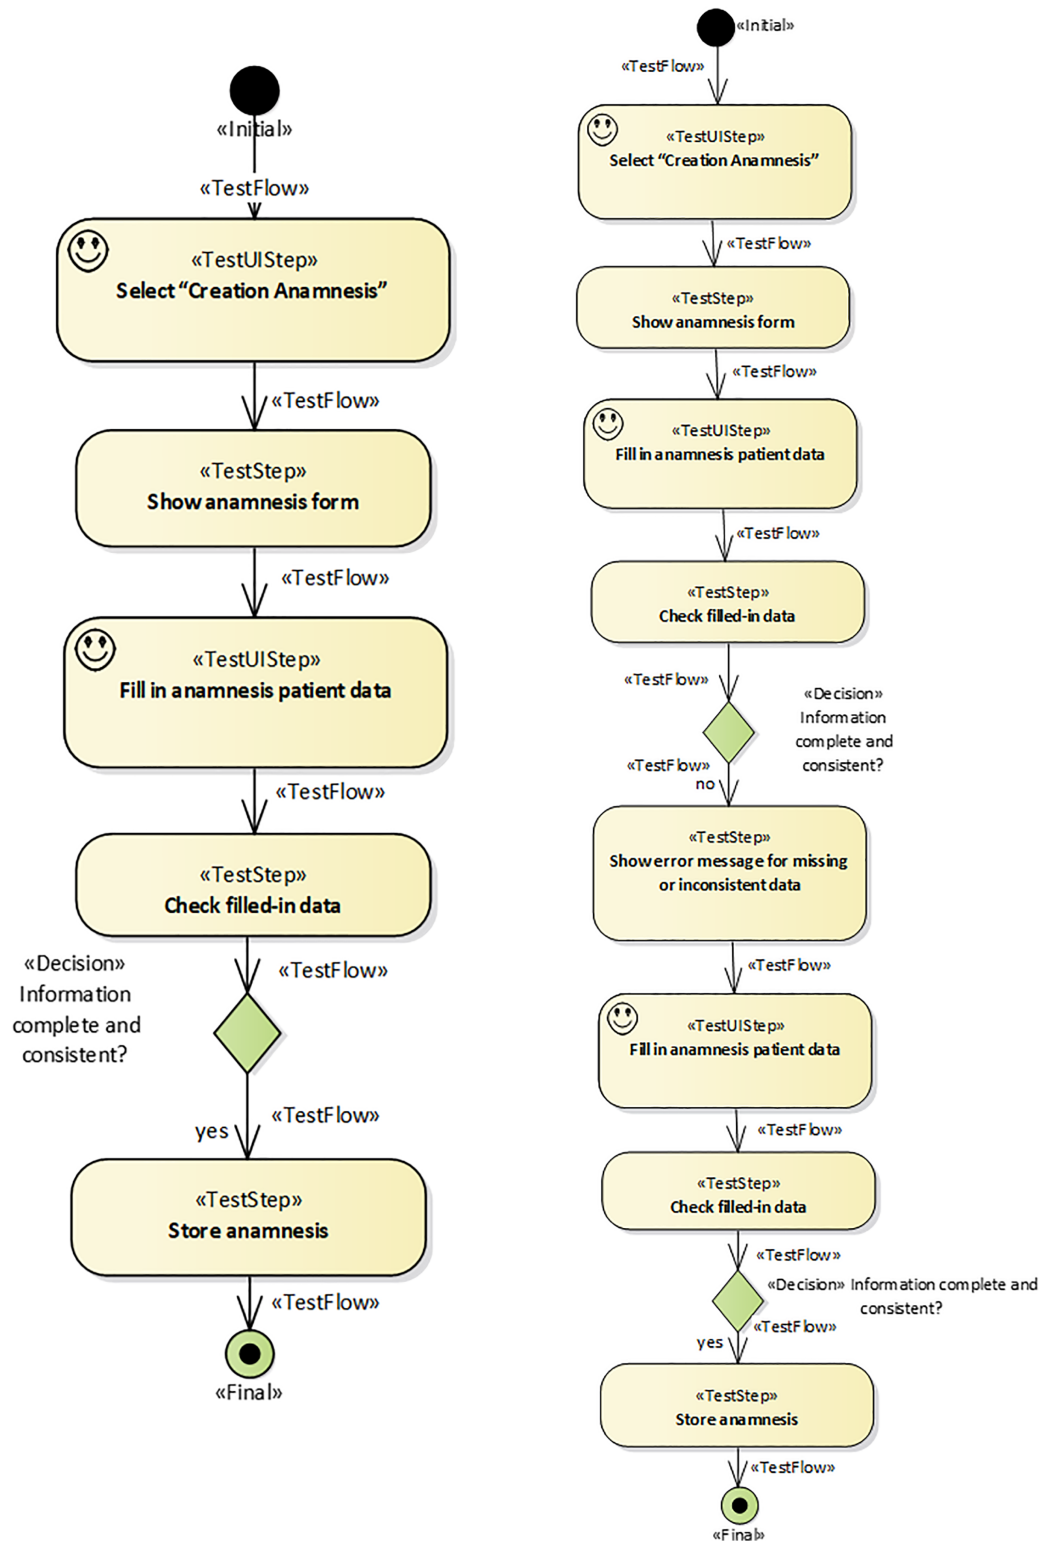 «Initial»
«TestFlow»
«TestUIStep»
Select “Creation Anamnesis”
«TestFlow»
«TestStep»
Show anamnesis form
«TestFlow»
«TestUIStep»
Fill in anamnesis patient data
«TestFlow»
«TestStep»
Check filled-in data
«Decision»
Information
complete and
consistent?
«TestFlow»
«TestFlow»
yes
«TestStep»
Store anamnesis
«TestFlow»
«Final»
«Initial»
«TestFlow»
«TestUIStep»
Select “Creation Anamnesis”
«TestFlow»
«TestStep»
Show anamnesis form
«TestFlow»
«TestUIStep»
Fill in anamnesis patient data
«TestFlow»
«TestStep»
Check filled-in data
«TestFlow»
«Decision»
Information
complete and
consistent?
«TestFlow»
no
«TestStep»
Show error message for missing
or inconsistent data
«TestFlow»
«TestUIStep»
Fill in anamnesis patient data
«TestFlow»
«TestStep»
Check filled-in data
«TestFlow»
«Decision» Information complete and
consistent?
«TestFlow»
yes
«TestStep»
Store anamnesis
«TestFlow»
«Final»